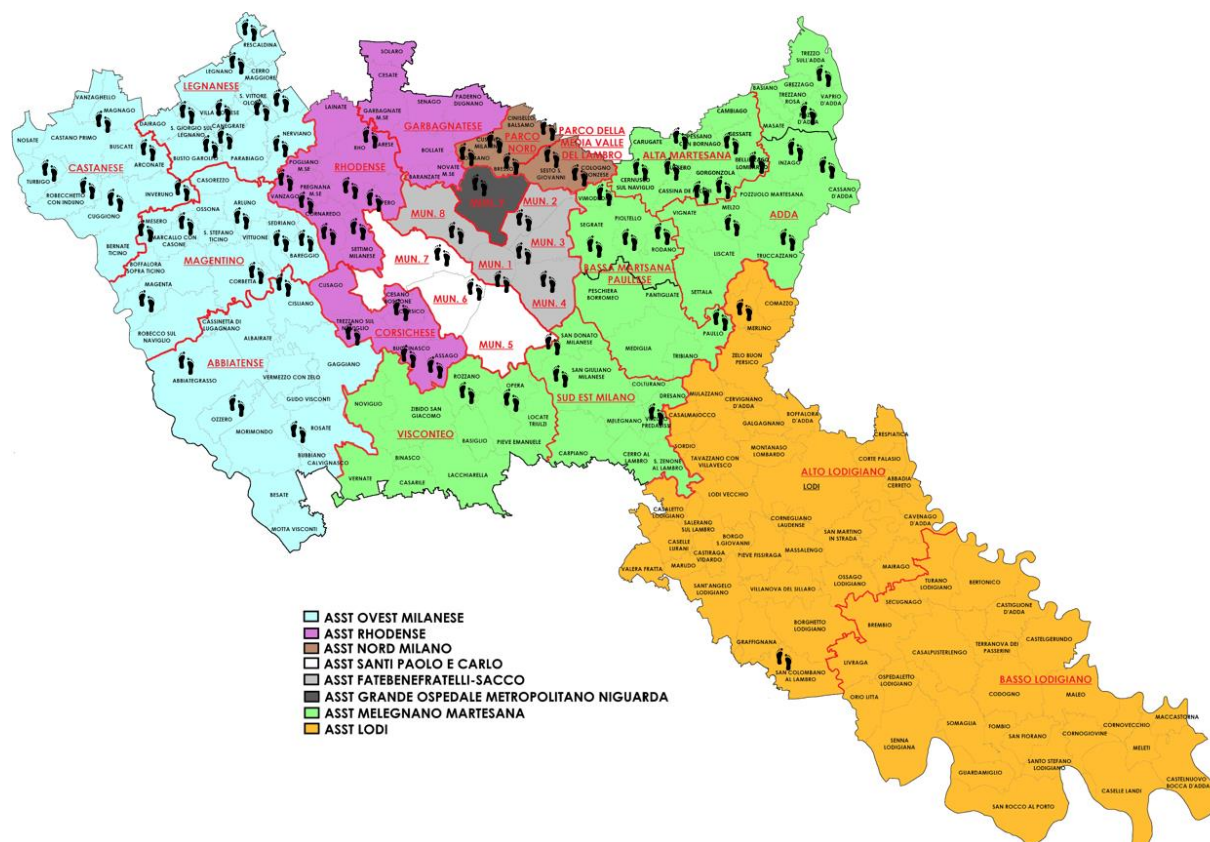 RESCALDINA
LEGNANO
CERRO
MAGGIORE
LEGNANESE
S. VITTORE
S. GIORGIO SUL
LEGNANO
CANEGRATE
BUSTO GAROLFO
PARABIAGO
NERVIANO
DAIRAGO
VANZAGHELLO
MAGNAGO
NOSATE
CASTANO PRIMO
BUSCATE
ARCONATE
CASTANESE
TURBIGO
ROBECCHETTO
CON INDUNO
CUGGIONO
INVERUNO
BERNATE
TICINO
CASOREZZO
OSSONA
ARLUNO
MESERO
MARCALLO CON
CASONE
S. STEFANO
TICINO
VITTUONE
SEDRIANO
BAREGGIO
BOFFALORA
SOPRA TICINO
MAGENTINO
MAGENTA
CORBETTA
ROBECCO SUL
NAVIGLIO
CASSINETTA DI
LUGAGNANO
CISLIANO
ALBAIRATE
ABBIATENSE
ABBIATEGRASSO
VERMEZZO CON ZELO
GAGGIANO
GUDO VISCONTI
OZZERO
MORIMONDO
ROSATE
BUBBIANO
CALVIGNASCO
BESATE
MOTTA VISCONTI
SOLARO
CESATE
LAINATE
GARBAGNATE
M.SE
SENAGO
PADERNO
DUGNANO
GARBAGNATESE
RHO
BOLLATE
BARANZATE
NOVATE
M.SE
RHODENSE
POGLIANO
M.SE
PREGNANA
M.SE
VANZAGO
CORNAREDO
PERO
SETTIMO
MILANESE
CUSAGO
CESANO
BOSCONE
CORSICO
TREZZANO SUL
NAVIGLIO
CORSICHESE
BUCCINASCO
ASSAGO
CINISELLO
BALSAMO
PARCO
NORD
BRESSO
SESTO S.
GIOVANNI
COLOGNO
MONZESE
PARCO DELLA
MEDIA VALLE
DEL LAMBRO
MUN. 2
MUN. 8
MUN. 3
MUN. 7
MUN. 1
MUN. 6
MUN. 4
MUN. 5
TREZZO
SULL'ADDA
GREZZAGO
TREZZANO
ROSA
VAPRIO
D'ADDA
BASIANO
MASATE
CAMBIAGO
CARUGATE
PESSANO
CON BORNAGO
GESSATE
ALTA MARTESANA
BELLINZAGO
LOMBARDO
INZAGO
GORGONZOLA
CERNUSCO
SUL NAVIGLIO
POZZUOLO MARTESANA
CASSANO
D'ADDA
VIMODRONE
SEGRATE
PIOLTELLO
VIGNATE
MELZO
ADDA
RODANO
LISCATE
TRUCCAZZANO
BASSA MARTSANA-
PAULLESE
PESCHIERA
BORROMEO
PANTIGLIATE
SETTALA
PAULLO
MEDIGLIA
TRIBIANO
SAN DONATO
MILANESE
SAN GIULIANO
MILANESE
COLTURANO
DRESANO
SUD EST MILANO
MELEGNANO
VIZZOLO
PREDABISSI
CARPIANO
CERRO AL
LAMBRO
S. ZENONE
AL LAMBRO
ROZZANO
OPERA
LOCATE
TRIULZI
NOVIGLIO
ZIBIDO SAN
GIACOMO
VISCONTEO
BASIGLIO
PIEVE EMANUELE
BINASCO
VERNATE
CASARILE
LACCHIARELLA
COMAZZO
MERLINO
ZELO BUON
PERSICO
MULAZZANO
CERVIGNANO
D'ADDA
CASALMAIOCCO
GALGAGNANO
BOFFALORA
D'ADDA
CRESPIATICA
SORDIO
TAVAZZANO CON
VILLAVESCO
MONTANASO
LOMBARDO
CORTE PALASIO
ALTO LODIGIANO
LODI
ABBADIA
CERRETO
LODI VECCHIO
CASALETTO
LODIGIANO
SALERANO
SUL LAMBRO
CORNEGLIANO
LAUDENSE
CAVENAGO
D'ADDA
CASELLE
LURANI
BORGO
S.GIOVANNI
SAN MARTINO
IN STRADA
CASTIRAGA
VIDARDO
PIEVE FISSIRAGA
MASSALENGO
MARUDO
VALERA FRATTA
MAIRAGO
SANT'ANGELO
LODIGIANO
VILLANOVA DEL SILLARO
OSSAGO
LODIGIANO
TURANO
LODIGIANO
BERTONICO
SECUGNAGO
CASTIGLIONE
D'ADDA
BORGHETTO
LODIGIANO
BREMBIO
GRAFFIGNANA
TERRANOVA DEI
PASSERINI
CASTELGERUNDO
CASALPUSTERLENGO
LIVRAGA
SAN COLOMBANO
AL LAMBRO
OSPEDALETTO
LODIGIANO
BASSO LODIGIANO
ORIO LITTA
CODOGNO
MALEO
SOMAGLIA
FOMBIO
SAN FIORANO
CORNOGIOVINE
CORNOVECCHIO
MACCASTORNA
MELETI
SENNA
LODIGIANA
SANTO STEFANO
LODIGIANO
GUARDAMIGLIO
CASELLE LANDI
CASTELNUOVO
BOCCA D'ADDA
SAN ROCCO AL PORTO
ASST OVEST MILANESE
ASST RHODENSE
ASST NORD MILANO
ASST SANTI PAOLO E CARLO
ASST FATEBENEFRATELLI-SACCO
ASST GRANDE OSPEDALE METROPOLITANO NIGUARDA
ASST MELEGNANO MARTESANA
ASST LODI